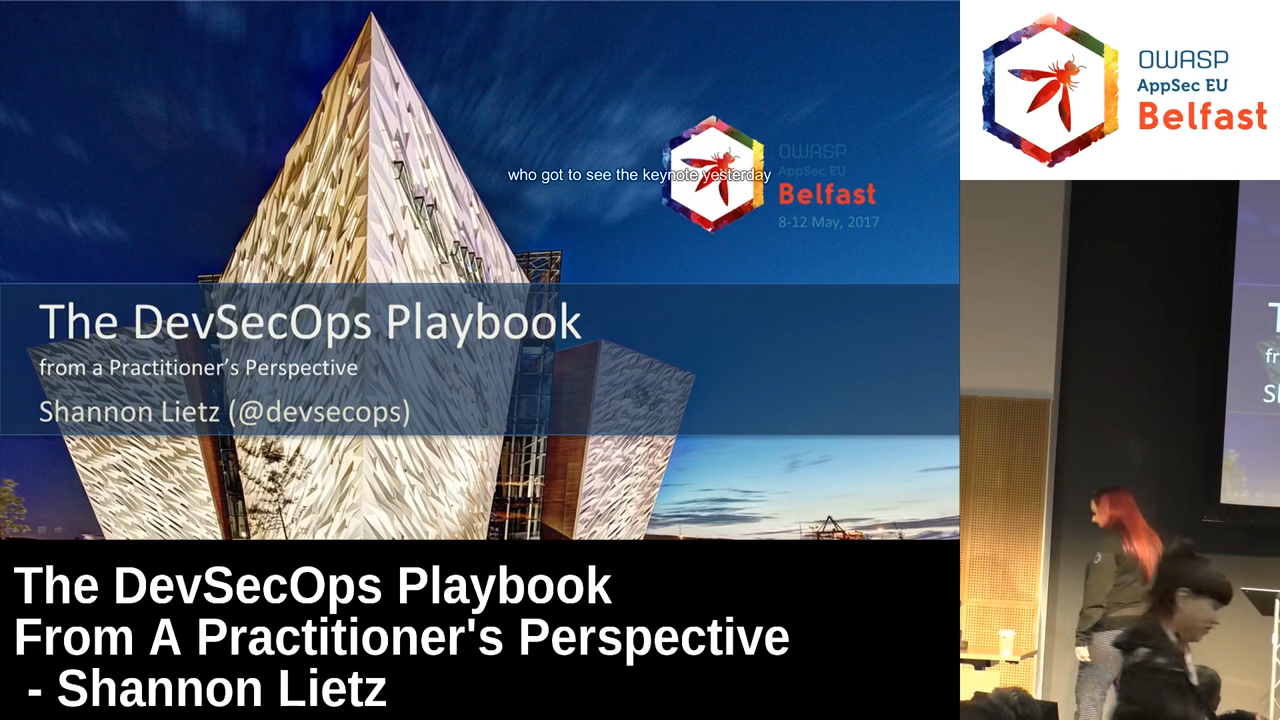 OWASP
AppSec EU
Belfast
who got to see the keynote yesterday
OWASP
AppSec EU
Belfast
8-12 May, 2017
The DevSecOps Playbook
from a Practitioner's Perspective
Shannon Lietz (@devsecops)
The DevSecOps Playbook
From A Practitioner's Perspective
- Shannon Lietz